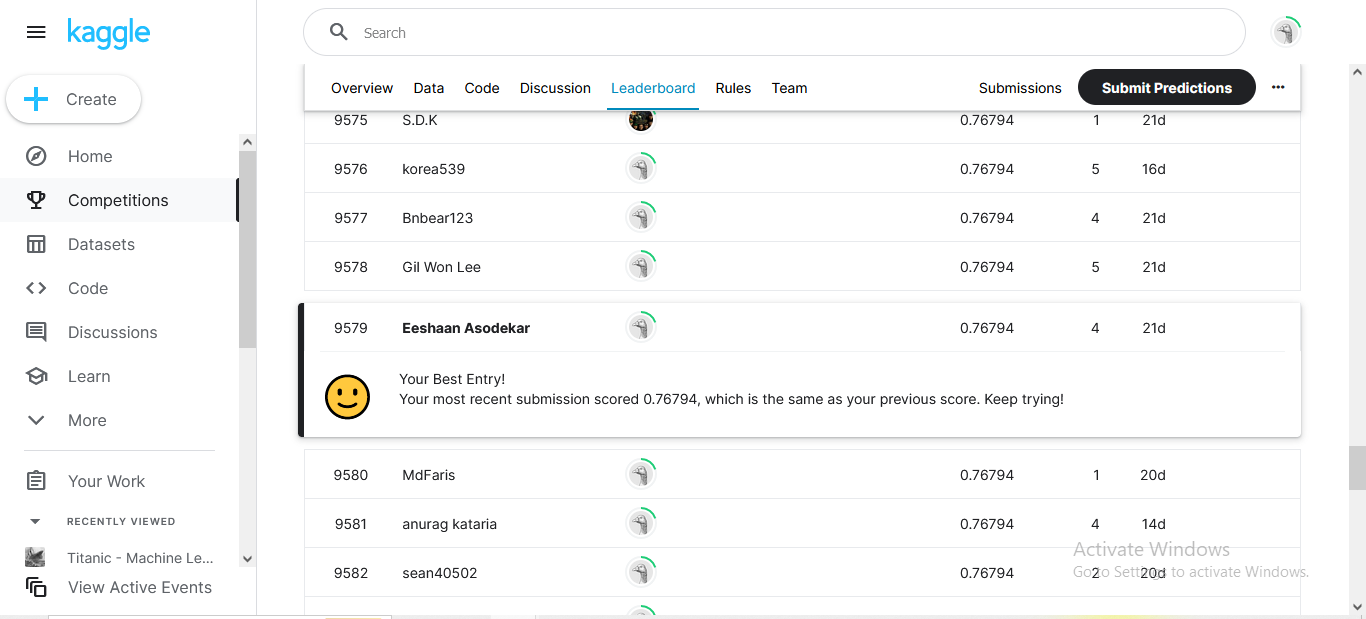 kaggle
Search
Create
Home
Competitions
Datasets
Code
Discussions
Learn
More
Your Work
RECENTLY VIEWED
Titanic - Machine Le...
View Active Events
Overview Data Code Discussion Leaderboard Rules Team Submissions Submit Predictions
9575 S.D.K 0.76794 1 21d
9576 korea539 0.76794 5 16d
9577 Bnbear123 0.76794 4 21d
9578 Gil Won Lee 0.76794 5 21d
9579 Eeshaan Asodekar 0.76794 4 21d
Your Best Entry!
Your most recent submission scored 0.76794, which is the same as your previous score. Keep trying!
9580 MdFaris 0.76794 1 20d
9581 anurag kataria 0.76794 4 14d
9582 sean40502 0.76794 2 20d
Activate Windows
Go to Settings to activate Windows.